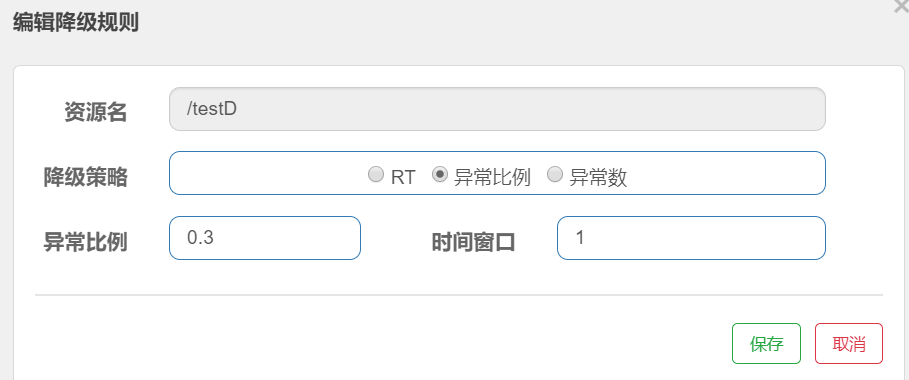 编辑降级规则 ×
资源名 /testD
降级策略 RT 异常比例 异常数
异常比例 0.3 时间窗口 1
保存 取消